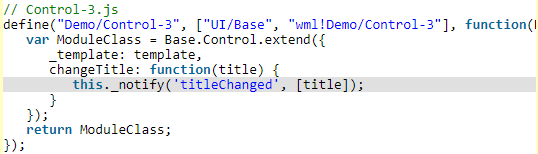 // Control-3.js
define("Demo/Control-3", ["UI/Base", "wml!Demo/Control-3"], function(
var ModuleClass = Base.Control.extend({
_template: template,
changeTitle: function(title) {
this._notify('titleChanged', [title]);
}
});
return ModuleClass;
});